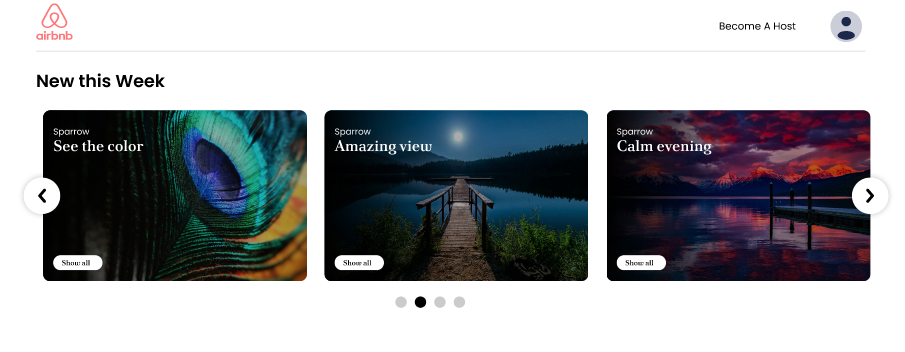 airbnb
Become A Host
New this Week
Sparrow
See the color
Show all
Sparrow
Amazing view
Show all
Sparrow
Calm evening
Show all